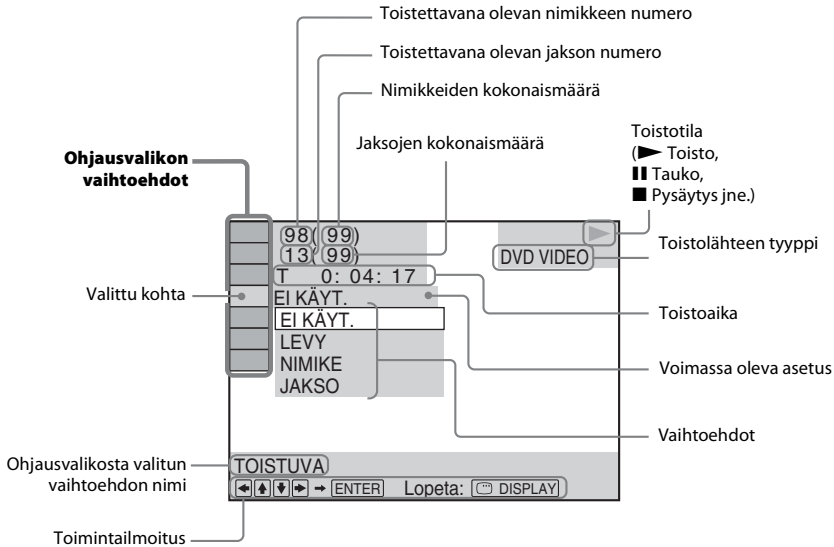 Toistettavana olevan nimikkeen numero
Toistettavana olevan jakson numero
Nimikkeiden kokonaismäärä
Jaksojen kokonaismäärä
Toistotila
(► Toisto,
▮▮ Tauko,
■ Pysäytys jne.)
Ohjausvalikon
vaihtoehdot
98(99)
13(99)
DVD VIDEO
Toistolähteen tyyppi
T 0: 04: 17
Valittu kohta
EI KÄYT.
EI KÄYT.
LEVY
NIMIKE
JAKSO
Toistoaika
Voimassa oleva asetus
Vaihtoehdot
Ohjausvalikosta valitun
vaihtoehdon nimi
TOISTUVA
ENTER Lopeta: DISPLAY
Toimintailmoitus